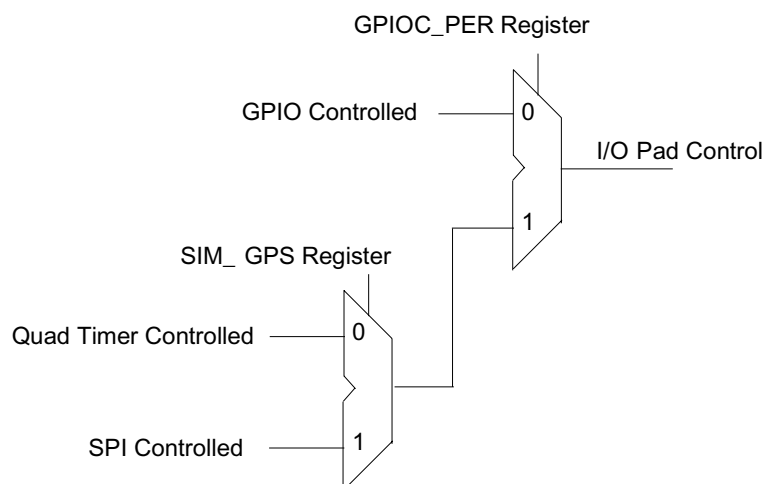 GPIOC_PER Register
GPIO Controlled
0
I/O Pad Control
1
SIM_ GPS Register
Quad Timer Controlled
0
SPI Controlled
1